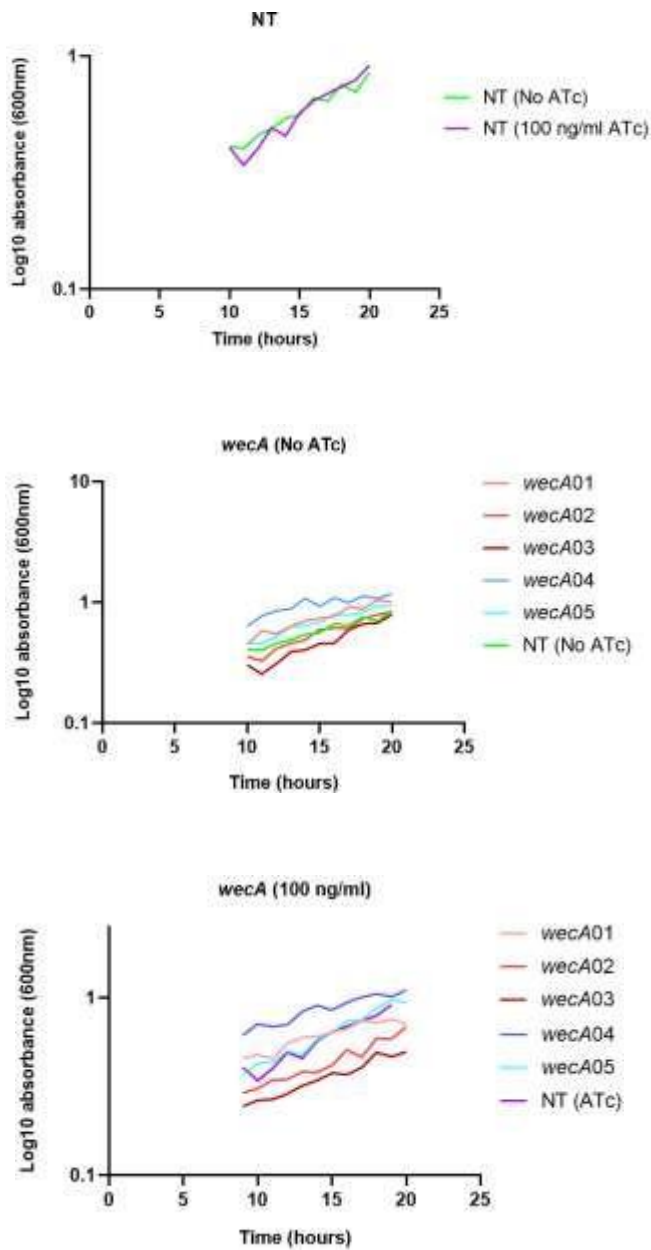 NT
1
0.1
Log10 absorbance (600nm)
0 5 10 15 20 25
Time (hours)
NT (No ATc)
NT (100 ng/ml ATc)
wecA (No ATc)
10
1
0.1
Log10 absorbance (600nm)
0 5 10 15 20 25
Time (hours)
wecA01
wecA02
wecA03
wecA04
wecA05
NT (No ATc)
wecA (100 ng/ml)
1
0.1
Log10 absorbance (600nm)
0 5 10 15 20 25
Time (hours)
wecA01
wecA02
wecA03
wecA04
wecA05
NT (ATc)